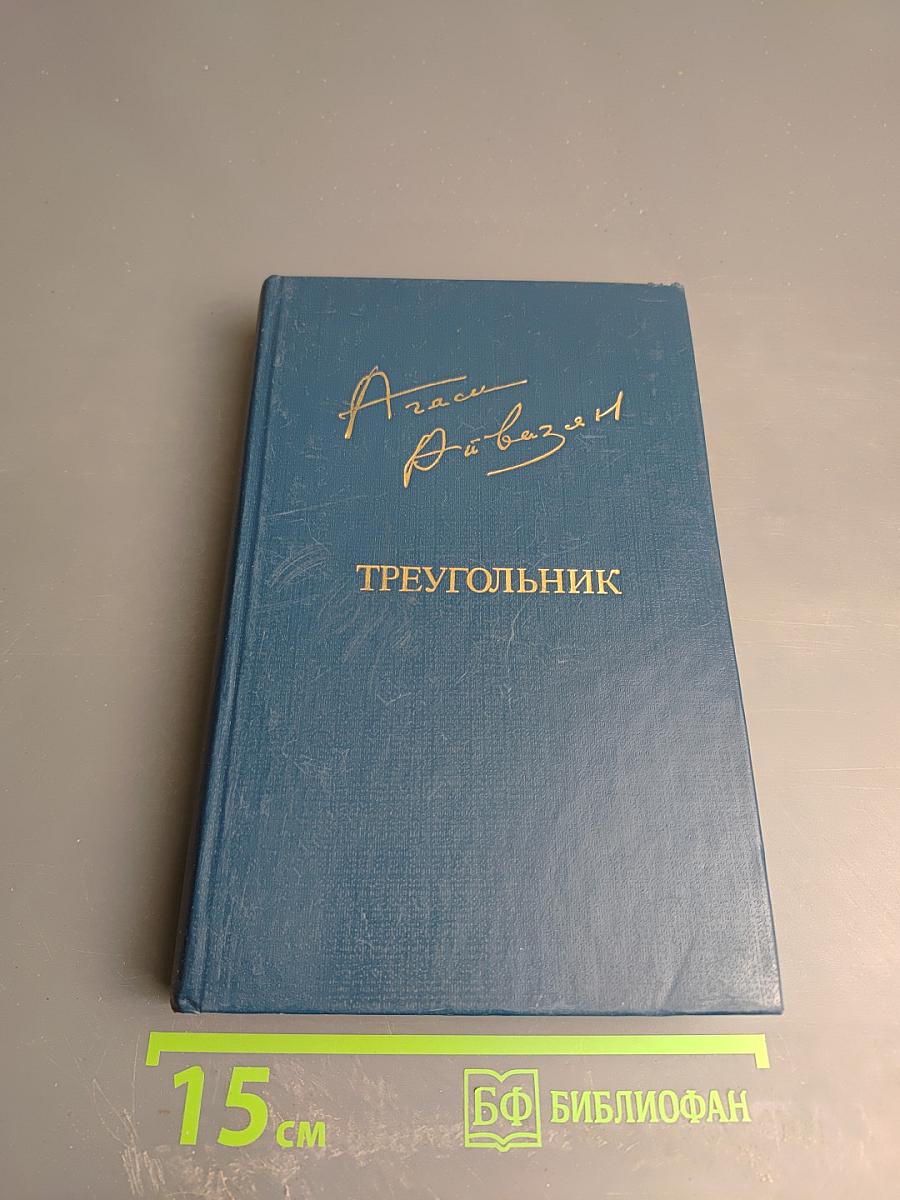 Агаси
Айвазян
ТРЕУГОЛЬНИК
15 см
БФ БИБЛИОФАН